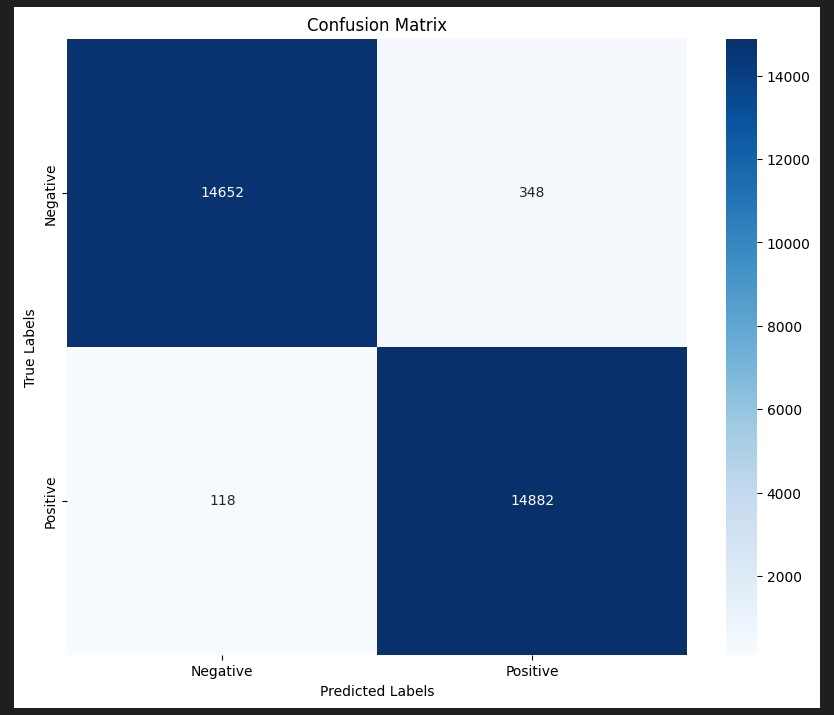 Confusion Matrix
14000
12000
10000
8000
6000
4000
2000
True Labels
Negative
Positive
14652
348
118
14882
Negative
Positive
Predicted Labels